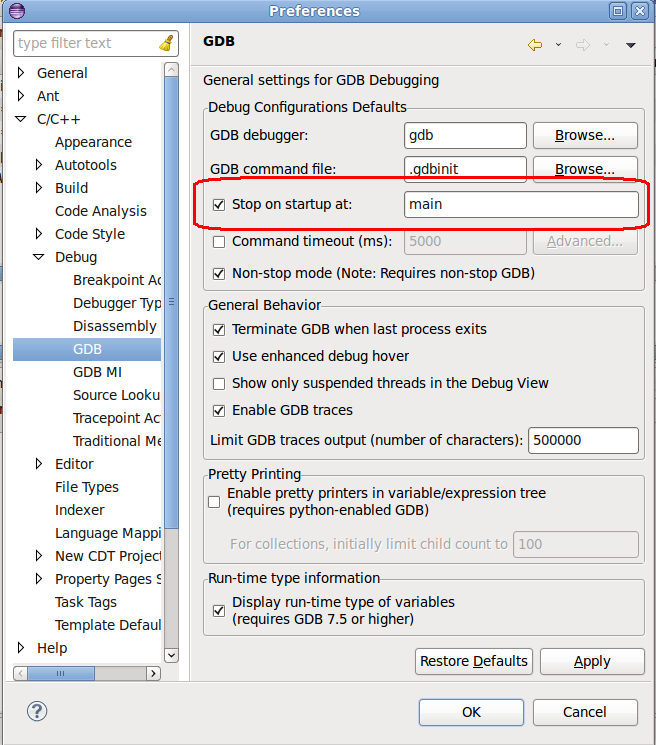 Preferences
type filter text
General
Ant
C/C++
Appearance
Autotools
Build
Code Analysis
Code Style
Debug
Breakpoint Ac
Debugger Typ
Disassembly
GDB
GDB MI
Source Looku
Tracepoint Ac
Traditional Me
Editor
File Types
Indexer
Language Mappi
New CDT Project
Property Pages S
Task Tags
Template Defaul
Help
GDB
General settings for GDB Debugging
Debug Configurations Defaults
GDB debugger: gdb Browse...
GDB command file: .gdbinit Browse...
Stop on startup at: main
Command timeout (ms): 5000 Advanced...
Non-stop mode (Note: Requires non-stop GDB)
General Behavior
Terminate GDB when last process exits
Use enhanced debug hover
Show only suspended threads in the Debug View
Enable GDB traces
Limit GDB traces output (number of characters): 500000
Pretty Printing
Enable pretty printers in variable/expression tree
(requires python-enabled GDB)
For collections, initially limit child count to 100
Run-time type information
Display run-time type of variables
(requires GDB 7.5 or higher)
Restore Defaults Apply
? OK Cancel